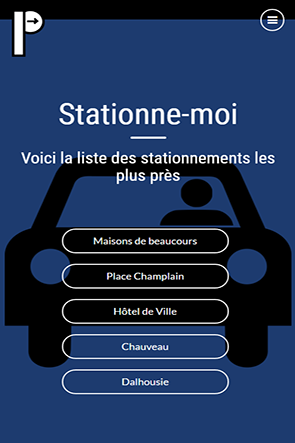 P
Stationne-moi
Voici la liste des stationnements les
plus près
Maisons de beaucours
Place Champlain
Hôtel de Ville
Chauveau
Dalhousie